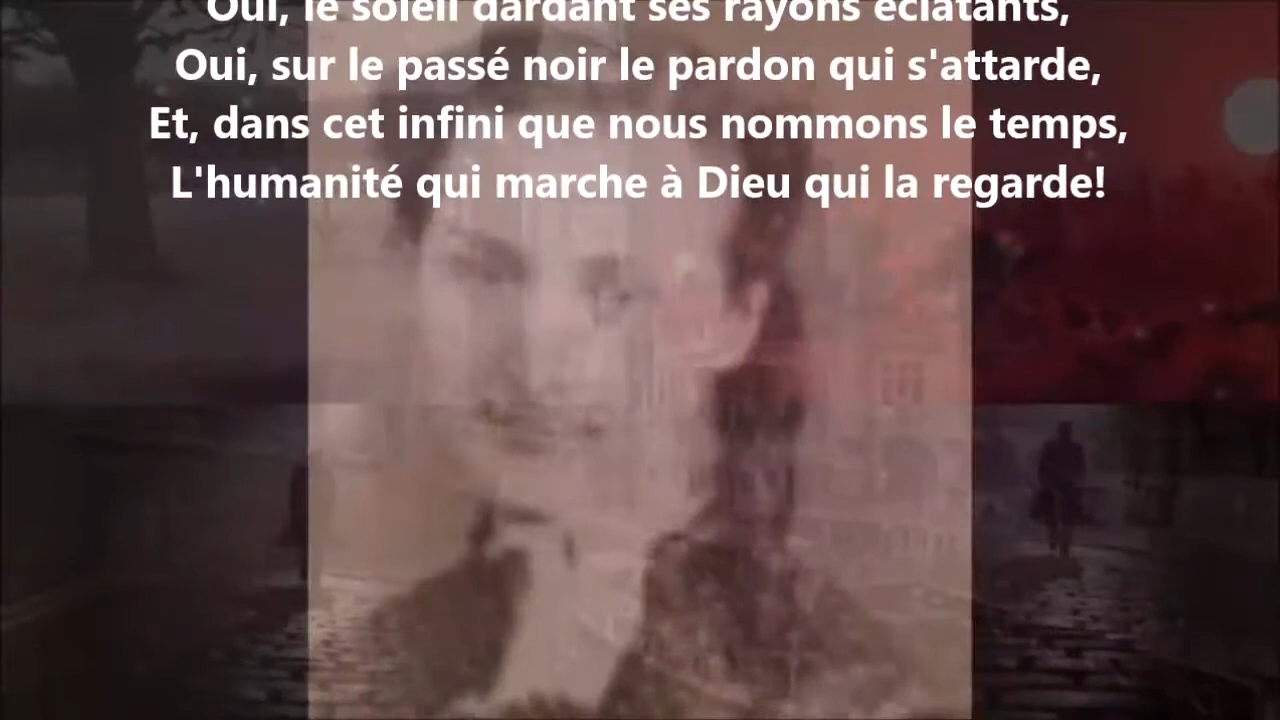 Oui, le soleil dardant ses rayons éclatants,
Oui, sur le passé noir le pardon qui s'attarde,
Et, dans cet infini que nous nommons le temps,
L'humanité qui marche à Dieu qui la regarde!